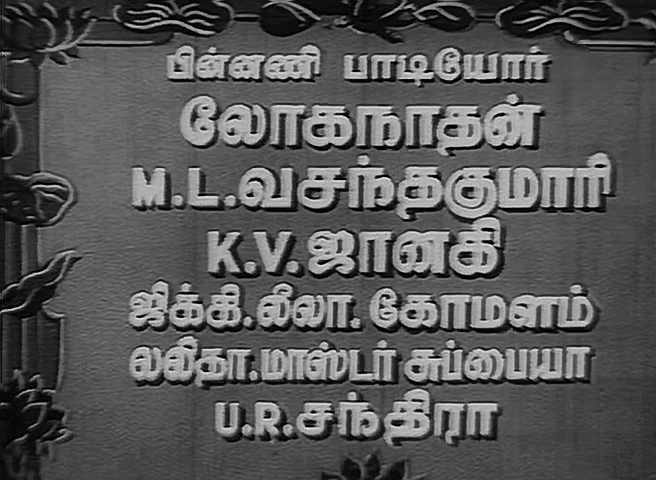 பின்னணி பாடியோர்
லோகநாதன்
M.L.வசந்தகுமாரி
K.V.ஜானகி
ஜிக்கி.லீலா. கோமளம்
லலிதா.மாஸ்டர் சுப்பையா
U.R.சந்திரா